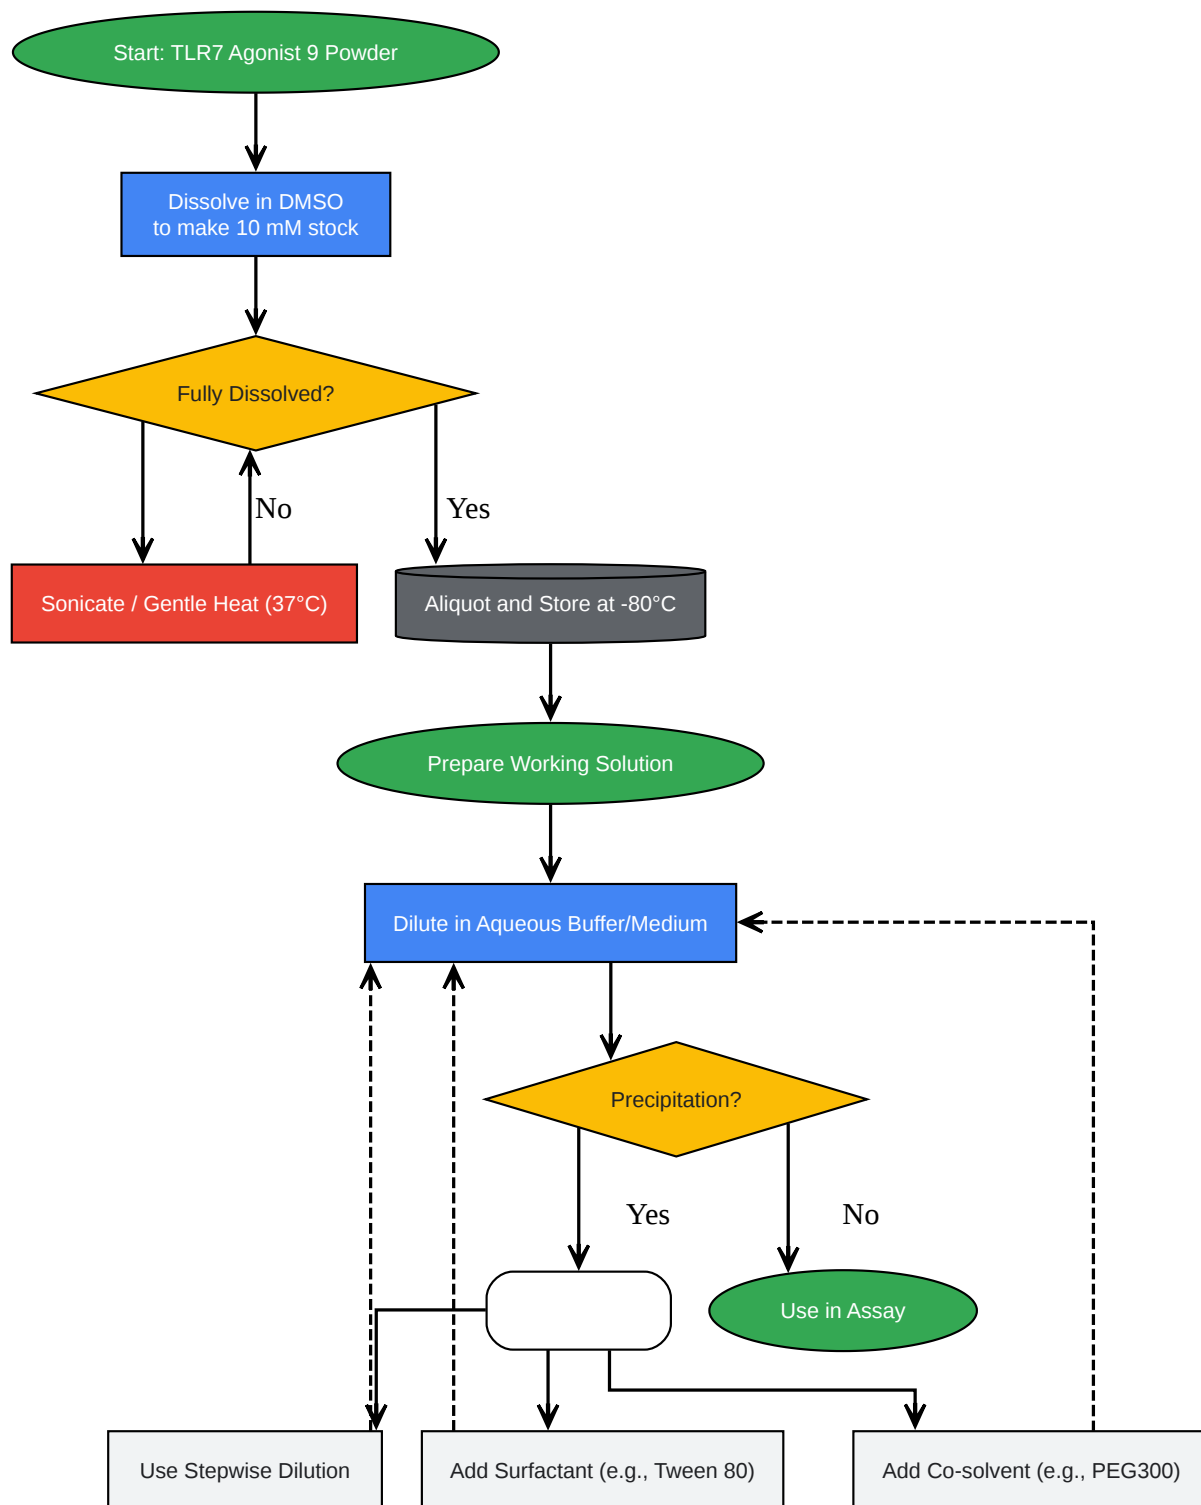 Start: TLR7 Agonist 9 Powder
Dissolve in DMSO
to make 10 mM stock
Fully Dissolved?
No
Yes
Sonicate / Gentle Heat (37°C)
Aliquot and Store at -80°C
Prepare Working Solution
Dilute in Aqueous Buffer/Medium
Precipitation?
Yes
No
Use in Assay
Use Stepwise Dilution
Add Surfactant (e.g., Tween 80)
Add Co-solvent (e.g., PEG300)